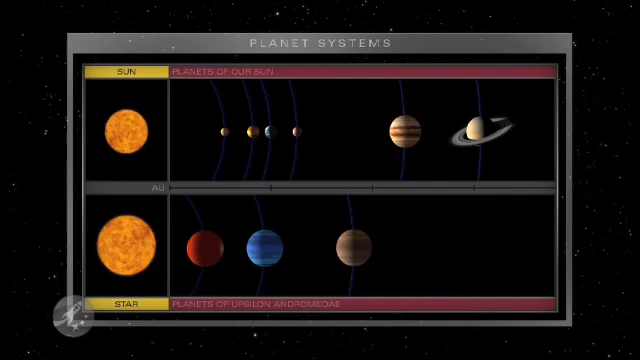 PLANET SYSTEMS
SUN PLANETS OF OUR SUN
AU
STAR PLANETS OF UPSILON ANDROMEDAE